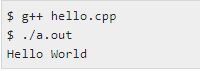 $ g++ hello.cpp
$ ./a.out
Hello World